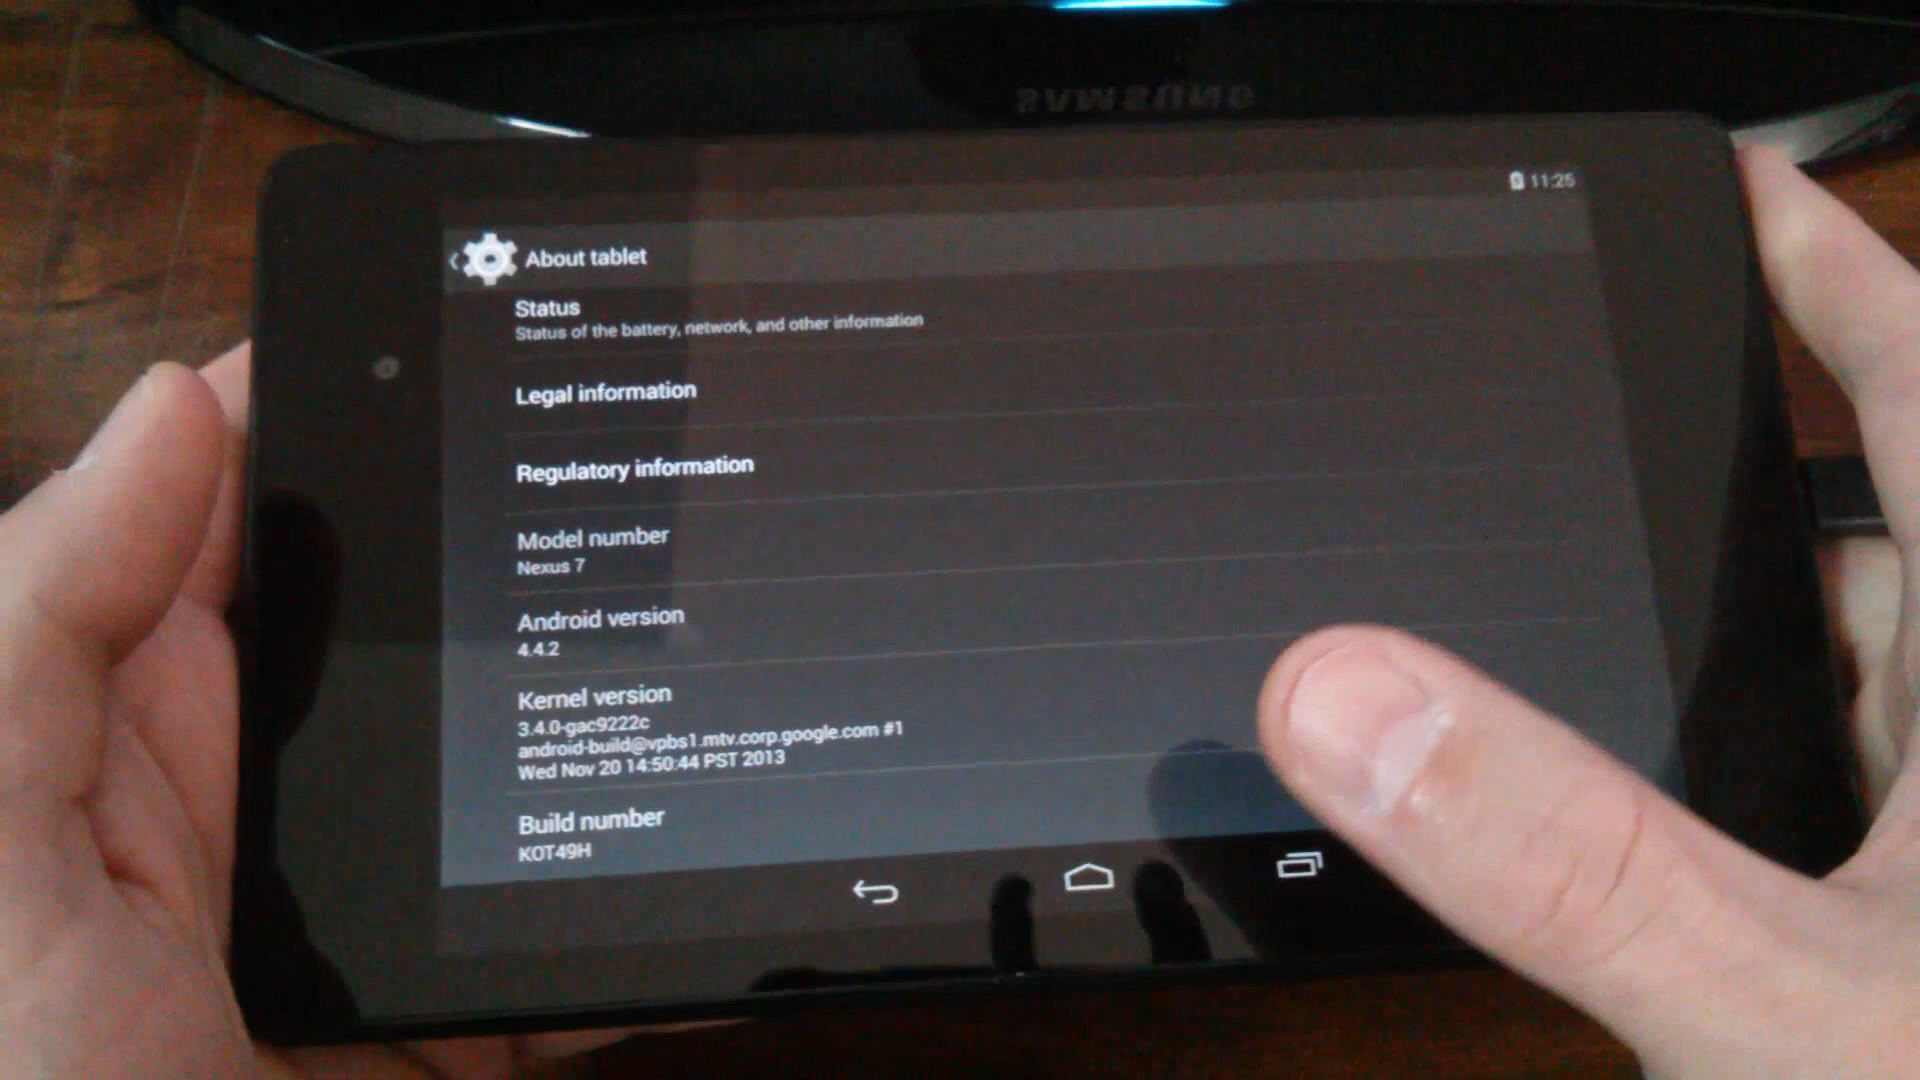 SAMSUNG
11:25
About tablet
Status
Status of the battery, network, and other information
Legal information
Regulatory information
Model number
Nexus 7
Android version
4.4.2
Kernel version
3.4.0-gac9222c
android-build@vpbs1.mtv.corp.google.com #1
Wed Nov 20 14:50:44 PST 2013
Build number
KOT49H